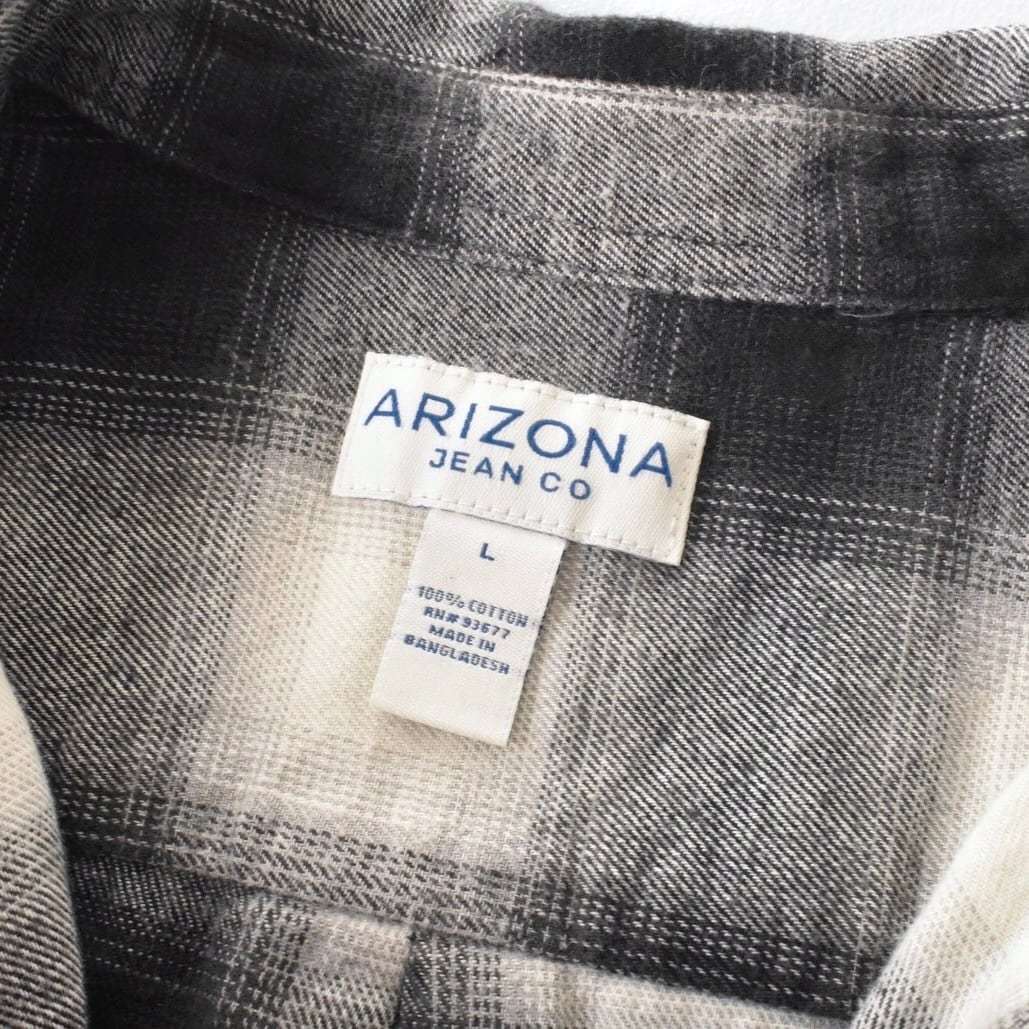 ARIZONA
JEAN CO
L
100% COTTON
RN# 93677
MADE IN
BANGLADESH